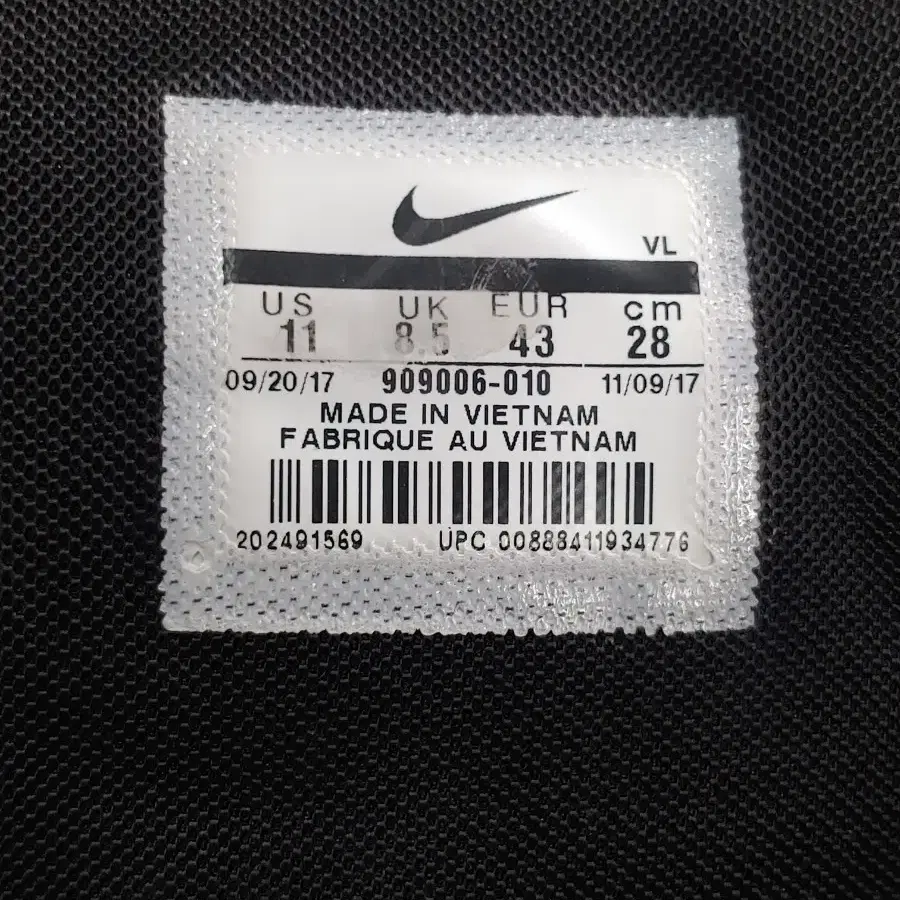 VL
US UK EUR cm
11 8.5 43 28
09/20/17 909006-010 11/09/17
MADE IN VIETNAM
FABRIQUE AU VIETNAM
202491569 UPC 00888411934776